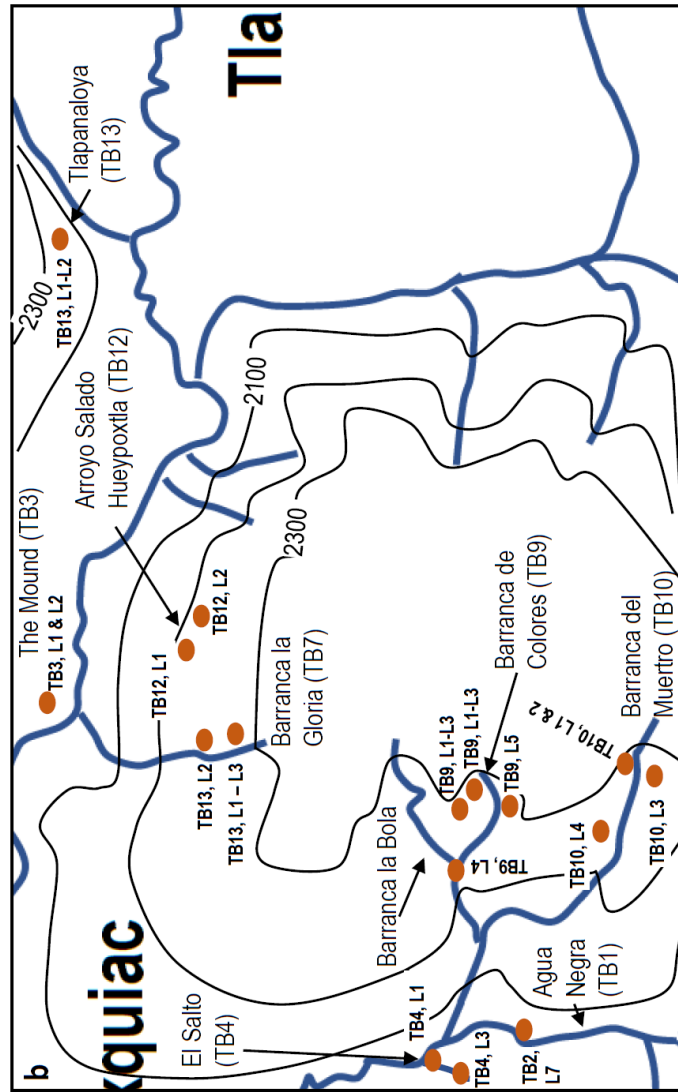 b
xquiac
Tla
El Salto
(TB4)
TB4, L1
TB4, L3
TB2,
L7
Agua
Negra
(TB1)
Barranca la Bola
TB9, L4
TB9, L1-L3
TB9, L1-L3
TB9, L5
Barranca de
Colores (TB9)
TB10, L4
TB10, L1 & 2
TB10, L3
Barranca del
Muertro (TB10)
TB13, L2
TB13, L1 – L3
Barranca la
Gloria (TB7)
TB12, L1
TB12, L2
Arroyo Salado
Hueypoxtla (TB12)
The Mound (TB3)
TB3, L1 & L2
2300
2100
2300
TB13, L1-L2
Tlapanaloya
(TB13)